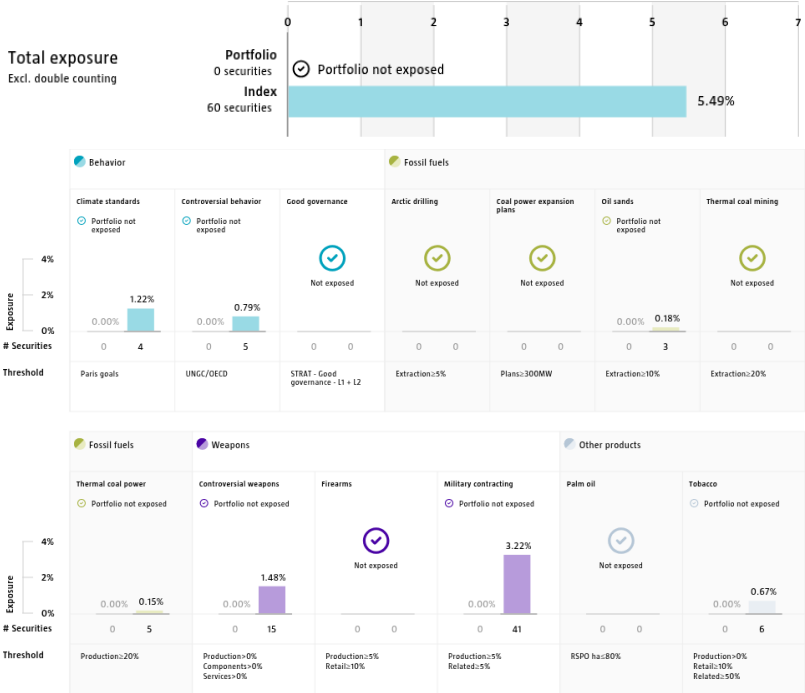 0 1 2 3 4 5 6 7
Total exposure
Excl. double counting
Portfolio
0 securities
Portfolio not exposed
Index
60 securities
5.49%
Behavior
Fossil fuels
Climate standards
Controversial behavior
Good governance
Arctic drilling
Coal power expansion
plans
Oil sands
Thermal coal mining
Portfolio not
exposed
Portfolio not
exposed
Portfolio not
exposed
Not exposed
Not exposed
Not exposed
Not exposed
Exposure
4%
2%
0%
0.00% 1.22%
0.00% 0.79%
0.00% 0.18%
# Securities
0 4
0 5
0 0
0 0
0 0
0 3
0 0
Threshold
Paris goals
UNGC/OECD
STRAT - Good
governance - L1 + L2
Extraction≥5%
Plans≥300MW
Extraction≥10%
Extraction≥20%
Fossil fuels
Weapons
Other products
Thermal coal power
Controversial weapons
Firearms
Military contracting
Palm oil
Tobacco
Portfolio not exposed
Portfolio not exposed
Portfolio not exposed
Portfolio not exposed
Not exposed
Not exposed
Exposure
4%
2%
0%
0.00% 0.15%
0.00% 1.48%
0.00% 3.22%
0.00% 0.67%
# Securities
0 5
0 15
0 0
0 41
0 0
0 6
Threshold
Production≥20%
Production>0%
Components>0%
Services>0%
Production≥5%
Retail≥10%
Production≥5%
Related≥5%
RSPO ha≤80%
Production>0%
Retail≥10%
Related≥50%